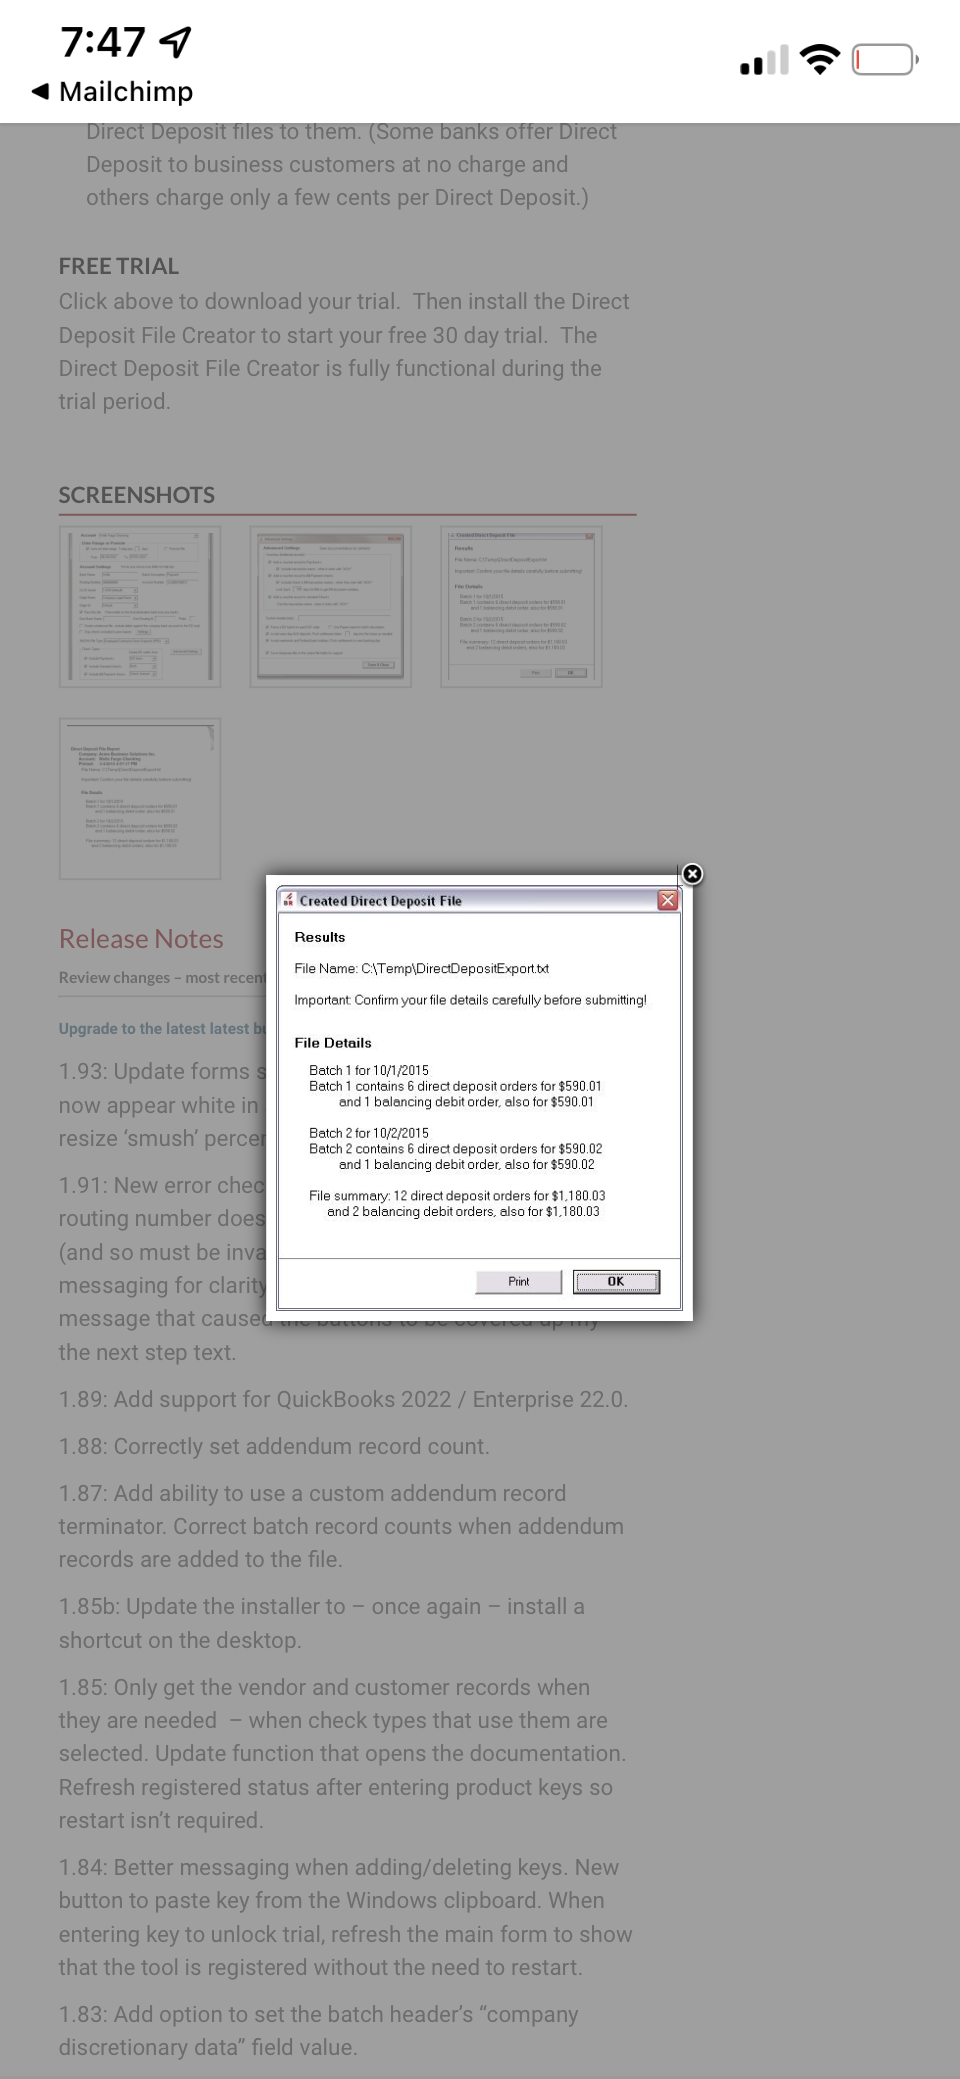 7:47
Mailchimp
Direct Deposit files to them. (Some banks offer Direct
Deposit to business customers at no charge and
others charge only a few cents per Direct Deposit.)
FREE TRIAL
Click above to download your trial.  Then install the Direct
Deposit File Creator to start your free 30 day trial.  The
Direct Deposit File Creator is fully functional during the
trial period.
SCREENSHOTS
Created Direct Deposit File
Results
File Name: C:\Temp\DirectDepositExport.txt
Important: Confirm your file details carefully before submitting!
File Details
Batch 1 for 10/1/2015
Batch 1 contains 6 direct deposit orders for $590.01
and 1 balancing debit order, also for $590.01
Batch 2 for 10/2/2015
Batch 2 contains 6 direct deposit orders for $590.02
and 1 balancing debit order, also for $590.02
File summary: 12 direct deposit orders for $1,180.03
and 2 balancing debit orders, also for $1,180.03
Print
OK
Release Notes
Review changes – most recent
Upgrade to the latest latest
1.93: Update forms
now appear white in
resize ‘smush’
1.91: New error
routing number does
(and so must be
messaging for clarity
message that caused the buttons to be covered up my
the next step text.
1.89: Add support for QuickBooks 2022 / Enterprise 22.0.
1.88: Correctly set addendum record count.
1.87: Add ability to use a custom addendum record
terminator. Correct batch record counts when addendum
records are added to the file.
1.85b: Update the installer to – once again – install a
shortcut on the desktop.
1.85: Only get the vendor and customer records when
they are needed  – when check types that use them are
selected. Update function that opens the documentation.
Refresh registered status after entering product keys so
restart isn’t required.
1.84: Better messaging when adding/deleting keys. New
button to paste key from the Windows clipboard. When
entering key to unlock trial, refresh the main form to show
that the tool is registered without the need to restart.
1.83: Add option to set the batch header’s “company
discretionary data” field value.